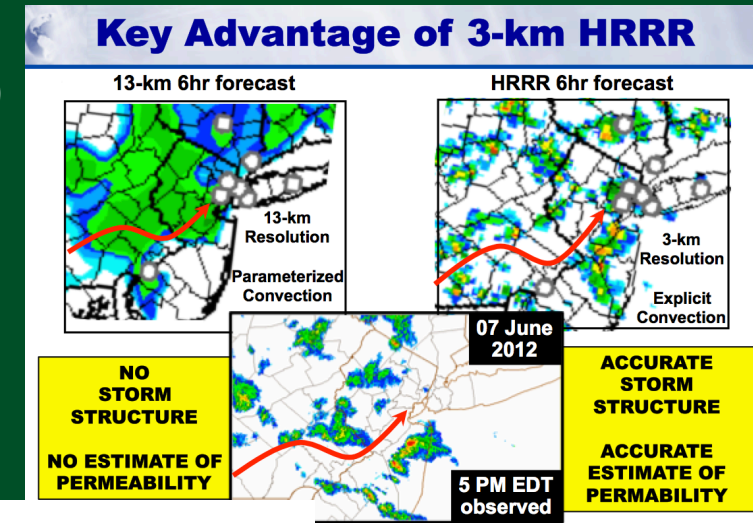 Key Advantage of 3-km HRRR
13-km 6hr forecast
HRRR 6hr forecast
13-km
Resolution
Parameterized
Convection
3-km
Resolution
Explicit
Convection
07 June
2012
NO
STORM
STRUCTURE
NO ESTIMATE OF
PERMEABILITY
5 PM EDT
observed
ACCURATE
STORM
STRUCTURE
ACCURATE
ESTIMATE OF
PERMABILITY